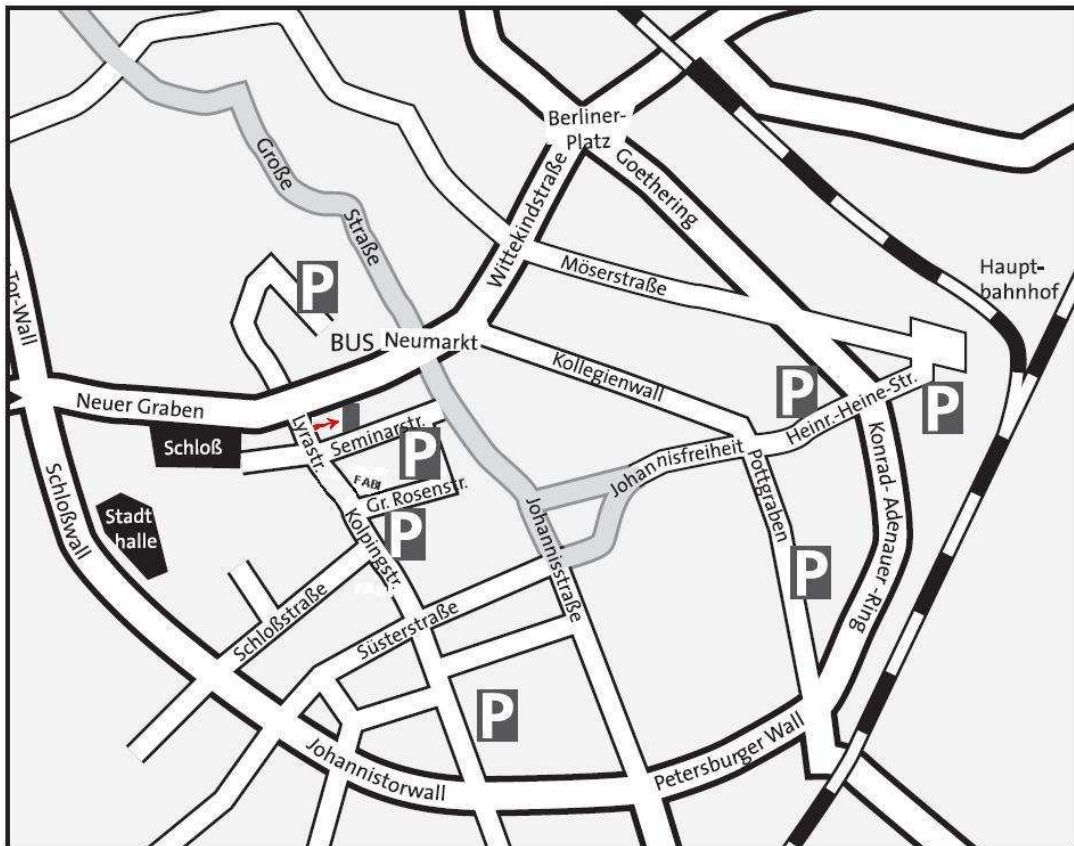 Berliner-
Platz
Große
Straße
Goethering
Wittekindstraße
Möserstraße
Haupt-
bahnhof
Tor-Wall
P
BUS Neumarkt
Kollegienwall
P
Heinr.-Heine-Str.
P
Neuer Graben
Lyrastr.
Seminarstr.
Schloß
P
FABI
Gr. Rosenstr.
Johannisfreiheit
Konrad-Adenauer-Ring
Pottgraben
Schloßwall
Stadt
halle
Kolpingstr.
P
Johannisstraße
P
Schloßstraße
Süsterstraße
P
Johannistorwall
Petersburger Wall